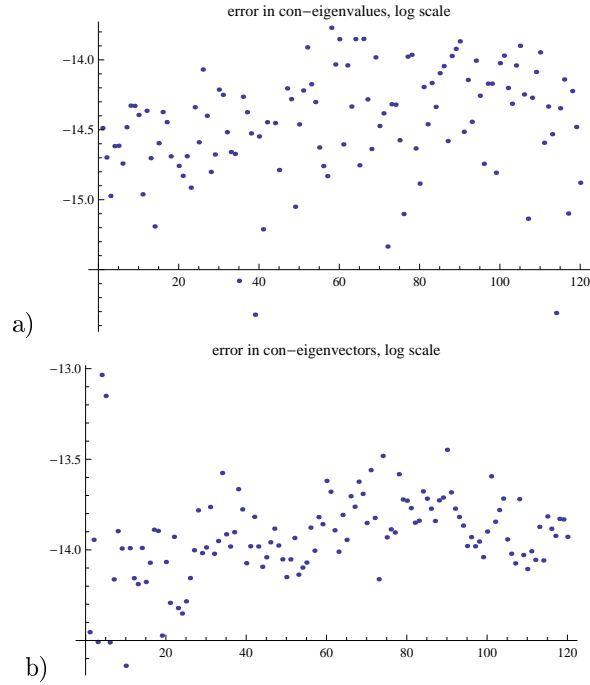 error in con−eigenvalues, log scale
−14.0
−14.5
−15.0
20 40 60 80 100 120
a)
error in con−eigenvectors, log scale
−13.0
−13.5
−14.0
20 40 60 80 100 120
b)